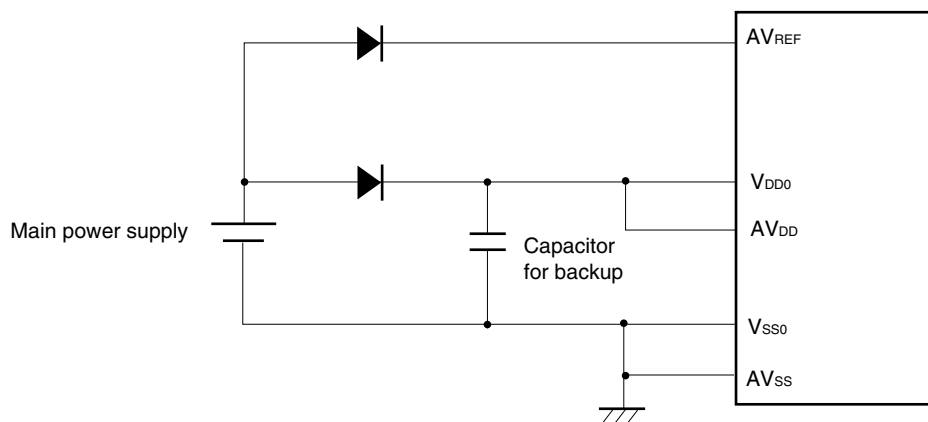 AVREF
VDD0
AVDD
Main power supply
Capacitor
for backup
VSS0
AVSS